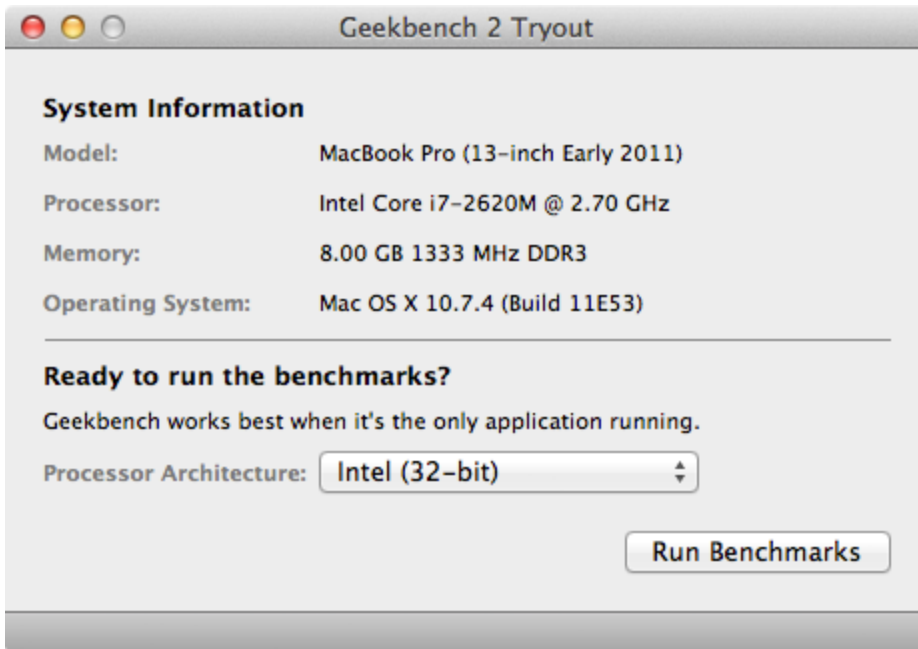 Geekbench 2 Tryout
System Information
Model: MacBook Pro (13-inch Early 2011)
Processor: Intel Core i7-2620M @ 2.70 GHz
Memory: 8.00 GB 1333 MHz DDR3
Operating System: Mac OS X 10.7.4 (Build 11E53)
Ready to run the benchmarks?
Geekbench works best when it's the only application running.
Processor Architecture: Intel (32-bit)
Run Benchmarks